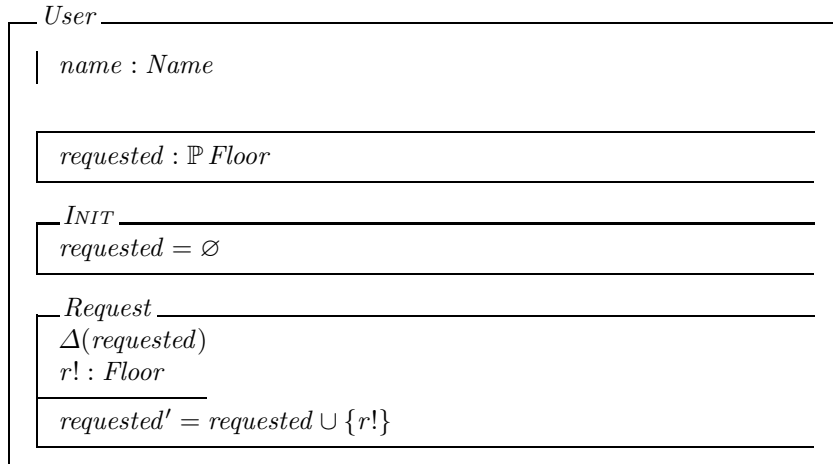 User
name : Name
requested : ℙ Floor
INIT
requested = ∅
Request
Δ(requested)
r! : Floor
requested′ = requested ∪ {r!}